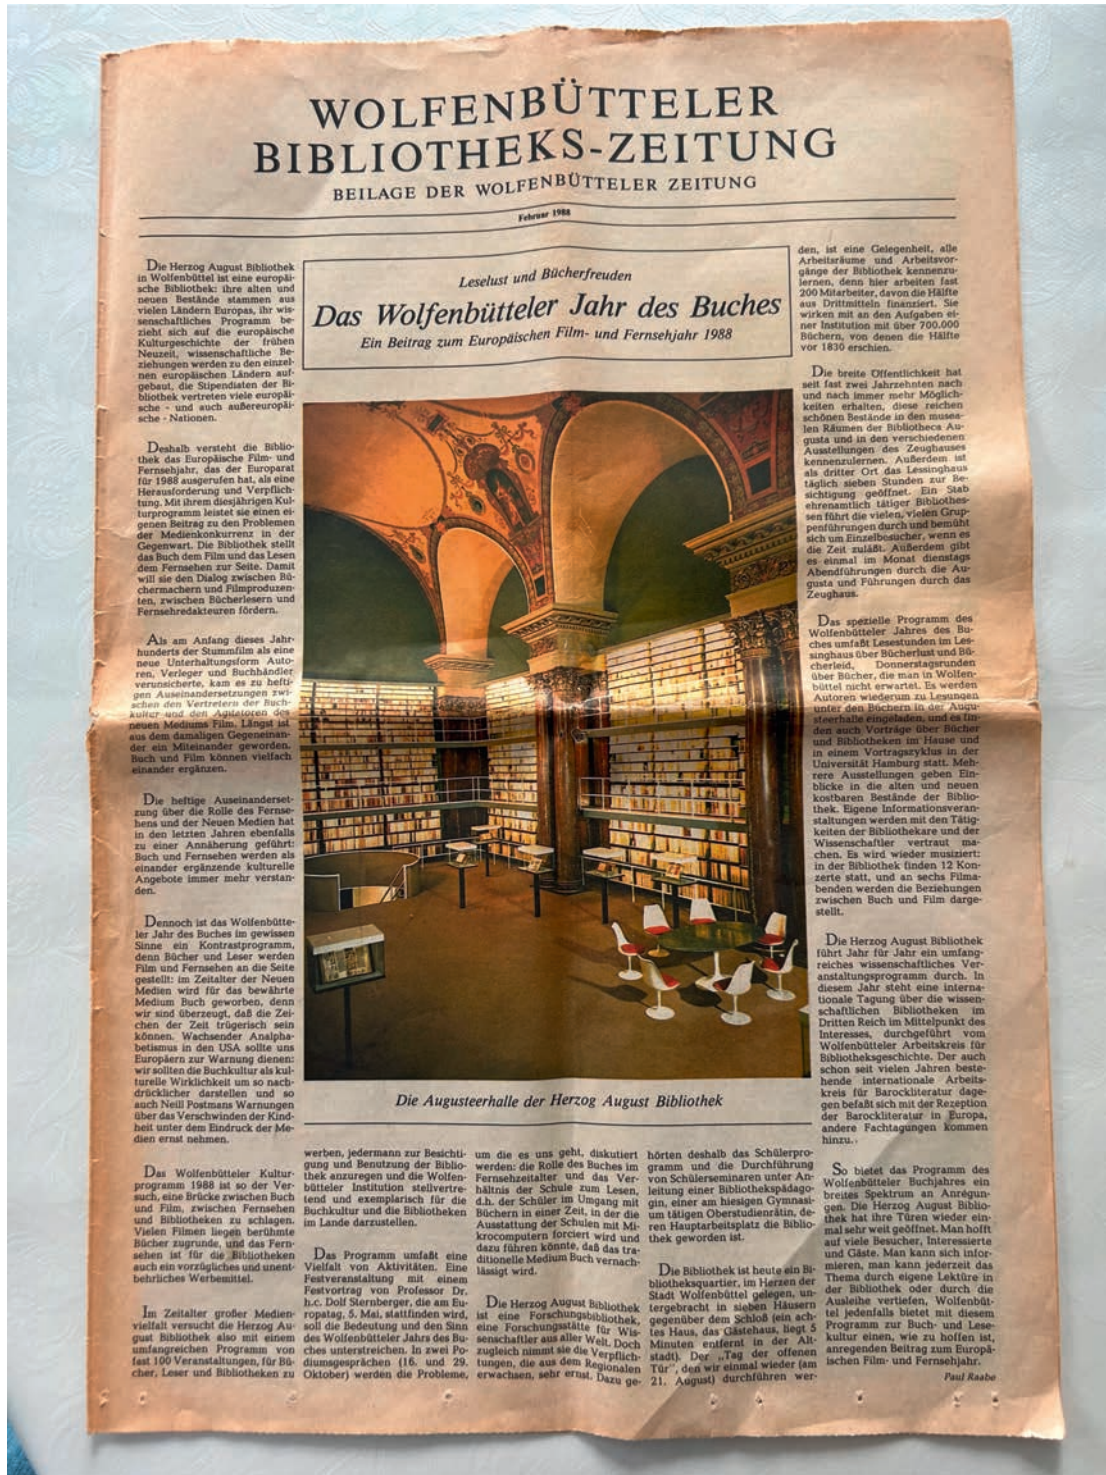 WOLFENBÜTTELER
BIBLIOTHEKS-ZEITUNG
BEILAGE DER WOLFENBÜTTELER ZEITUNG
Februar 1988
Leselust und Bücherfreuden
Das Wolfenbütteler Jahr des Buches
Ein Beitrag zum Europäischen Film- und Fernsehjahr 1988
Die Herzog August Bibliothek
in Wolfenbüttel ist eine europäi-
sche Bibliothek: ihre alten und
neuen Bestände stammen aus
vielen Ländern Europas, ihr wis-
senschaftliches Programm be-
zieht sich auf die europäische
Kulturgeschichte der frühen
Neuzeit, wissenschaftliche Be-
ziehungen werden zu den einzel-
nen europäischen Ländern auf-
gebaut, die Stipendiaten der Bi-
bliothek vertreten viele europäi-
sche - und auch außereuropäi-
sche - Nationen.
Deshalb versteht die Biblio-
thek das Europäische Film- und
Fernsehjahr, das der Europarat
für 1988 ausgerufen hat, als eine
Herausforderung und Verpflich-
tung. Mit ihrem diesjährigen Kul-
turprogramm leistet sie einen ei-
genen Beitrag zu den Problemen
der Medienkonkurrenz in der
Gegenwart. Die Bibliothek stellt
das Buch dem Film und das Lesen
dem Fernsehen zur Seite. Damit
will sie den Dialog zwischen Bü-
chermachern und Filmproduzen-
ten, zwischen Bücherlesern und
Fernsehredakteuren fördern.
Als am Anfang dieses Jahr-
hunderts der Stummfilm als eine
neue Unterhaltungsform Auto-
ren, Verleger und Buchhändler
verunsicherte, kam es zu hefti-
gen Auseinandersetzungen zwi-
schen den Vertretern der Buch-
kultur und den Agitatoren des
neuen Mediums Film. Längst ist
aus dem damaligen Gegeneinan-
der ein Miteinander geworden.
Buch und Film können vielfach
einander ergänzen.
Die heftige Auseinanderset-
zung über die Rolle des Fernse-
hens und der Neuen Medien hat
in den letzten Jahren ebenfalls
zu einer Annäherung geführt:
Buch und Fernsehen werden als
einander ergänzende kulturelle
Angebote immer mehr verstan-
den.
Dennoch ist das Wolfenbütte-
ler Jahr des Buches im gewissen
Sinne ein Kontrastprogramm,
denn Bücher und Leser werden
Film und Fernsehen an die Seite
gestellt: im Zeitalter der Neuen
Medien wird für das bewährte
Medium Buch geworben, denn
wir sind überzeugt, daß die Zei-
chen der Zeit trügerisch sein
können. Wachsender Analpha-
betismus in den USA sollte uns
Europäern zur Warnung dienen:
wir sollten die Buchkultur als kul-
turelle Wirklichkeit um so nach-
drücklicher darstellen und so
auch Neill Postmans Warnungen
über das Verschwinden der Kind-
heit unter dem Eindruck der Me-
dien ernst nehmen.
Das Wolfenbütteler Kultur-
programm 1988 ist so der Ver-
such, eine Brücke zwischen Buch
und Film, zwischen Fernsehen
und Bibliotheken zu schlagen.
Vielen Filmen liegen berühmte
Bücher zugrunde, und das Fern-
sehen ist für die Bibliotheken
auch ein vorzügliches und unent-
behrliches Werbemittel.
Im Zeitalter großer Medien-
vielfalt versucht die Herzog Au-
gust Bibliothek also mit einem
umfangreichen Programm von
fast 100 Veranstaltungen, für Bü-
cher, Leser und Bibliotheken zu
Die Augusteerhalle der Herzog August Bibliothek
werben, jedermann zur Besichti-
gung und Benutzung der Biblio-
thek anzuregen und die Wolfen-
bütteler Institution stellvertre-
tend und exemplarisch für die
Buchkultur und die Bibliotheken
im Lande darzustellen.
Das Programm umfaßt eine
Vielfalt von Aktivitäten. Eine
Festveranstaltung mit einem
Festvortrag von Professor Dr.
h.c. Dolf Sternberger, die am Eu-
ropatag, 5. Mai, stattfinden wird,
soll die Bedeutung und den Sinn
des Wolfenbütteler Jahrs des Bu-
ches unterstreichen. In zwei Po-
diumsgesprächen (16. und 29.
Oktober) werden die Probleme,
um die es uns geht, diskutiert
werden: die Rolle des Buches im
Fernsehzeitalter und das Ver-
hältnis der Schule zum Lesen,
d.h. der Schüler im Umgang mit
Büchern in einer Zeit, in der die
Ausstattung der Schulen mit Mi-
krocomputern forciert wird und
dazu führen könnte, daß das tra-
ditionelle Medium Buch vernach-
lässigt wird.
Die Herzog August Bibliothek
ist eine Forschungsbibliothek,
eine Forschungsstätte für Wis-
senschaftler aus aller Welt. Doch
zugleich nimmt sie die Verpflich-
tungen, die aus dem Regionalen
erwachsen, sehr ernst. Dazu ge-
hörten deshalb das Schülerpro-
gramm und die Durchführung
von Schülerseminaren unter An-
leitung einer Bibliothekspädago-
gin, einer am hiesigen Gymnasi-
um tätigen Oberstudienrätin, de-
ren Hauptarbeitsplatz die Biblio-
thek geworden ist.
Die Bibliothek ist heute ein Bi-
bliotheksquartier, im Herzen der
Stadt Wolfenbüttel gelegen, un-
tergebracht in sieben Häusern
gegenüber dem Schloß (ein ach-
tes Haus, das Gästehaus, liegt 5
Minuten entfernt in der Alt-
stadt). Der „Tag der offenen
Tür", den wir einmal wieder (am
21. August) durchführen wer-
den, ist eine Gelegenheit, alle
Arbeitsräume und Arbeitsvor-
gänge der Bibliothek kennenzu-
lernen, denn hier arbeiten fast
200 Mitarbeiter, davon die Hälfte
aus Drittmitteln finanziert. Sie
wirken mit an den Aufgaben ei-
ner Institution mit über 700.000
Büchern, von denen die Hälfte
vor 1830 erschien.
Die breite Öffentlichkeit hat
seit fast zwei Jahrzehnten nach
und nach immer mehr Möglich-
keiten erhalten, diese reichen
schönen Bestände in den musea-
len Räumen der Bibliotheca Au-
gusta und in den verschiedenen
Ausstellungen des Zeughauses
kennenzulernen. Außerdem ist
als dritter Ort das Lessinghaus
täglich sieben Stunden zur Be-
sichtigung geöffnet. Ein Stab
ehrenamtlich tätiger Bibliothes-
sen führt die vielen, vielen Grup-
penführungen durch und bemüht
sich um Einzelbesucher, wenn es
die Zeit zuläßt. Außerdem gibt
es einmal im Monat dienstags
Abendführungen durch die Au-
gusta und Führungen durch das
Zeughaus.
Das spezielle Programm des
Wolfenbütteler Jahres des Bu-
ches umfaßt Lesestunden im Les-
singhaus über Bücherlust und Bü-
cherleid, Donnerstagsrunden
über Bücher, die man in Wolfen-
büttel nicht erwartet. Es werden
Autoren wiederum zu Lesungen
unter den Büchern in der Augu-
steerhalle eingeladen, und es fin-
den auch Vorträge über Bücher
und Bibliotheken im Hause und
in einem Vortragszyklus in der
Universität Hamburg statt. Meh-
rere Ausstellungen geben Ein-
blicke in die alten und neuen
kostbaren Bestände der Biblio-
thek. Eigene Informationsveran-
staltungen werden mit den Tätig-
keiten der Bibliothekare und der
Wissenschaftler vertraut ma-
chen. Es wird wieder musiziert:
in der Bibliothek finden 12 Kon-
zerte statt, und an sechs Filma-
benden werden die Beziehungen
zwischen Buch und Film darge-
stellt.
Die Herzog August Bibliothek
führt Jahr für Jahr ein umfang-
reiches wissenschaftliches Ver-
anstaltungsprogramm durch. In
diesem Jahr steht eine interna-
tionale Tagung über die wissen-
schaftlichen Bibliotheken im
Dritten Reich im Mittelpunkt des
Interesses, durchgeführt vom
Wolfenbütteler Arbeitskreis für
Bibliotheksgeschichte. Der auch
schon seit vielen Jahren beste-
hende internationale Arbeits-
kreis für Barockliteratur dage-
gen befaßt sich mit der Rezeption
der Barockliteratur in Europa,
andere Fachtagungen kommen
hinzu.
So bietet das Programm des
Wolfenbütteler Buchjahres ein
breites Spektrum an Anregun-
gen. Die Herzog August Biblio-
thek hat ihre Türen wieder ein-
mal sehr weit geöffnet. Man hofft
auf viele Besucher, Interessierte
und Gäste. Man kann sich infor-
mieren, man kann jederzeit das
Thema durch eigene Lektüre in
der Bibliothek oder durch die
Ausleihe vertiefen, Wolfenbüt-
tel jedenfalls bietet mit diesem
Programm zur Buch- und Lese-
kultur einen, wie zu hoffen ist,
anregenden Beitrag zum Europä-
ischen Film- und Fernsehjahr.
Paul Raabe